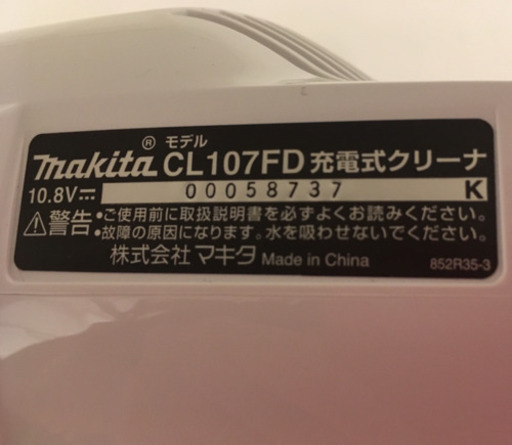 ® モデル
makita CL107FD 充電式クリーナ
10.8V⎓ 00058737 K
⚠警告 •ご使用前に取扱説明書を必ずよくお読みください。
•故障の原因になります。水を吸わせないでください。
株式会社 マキタ Made in China 852R35-3